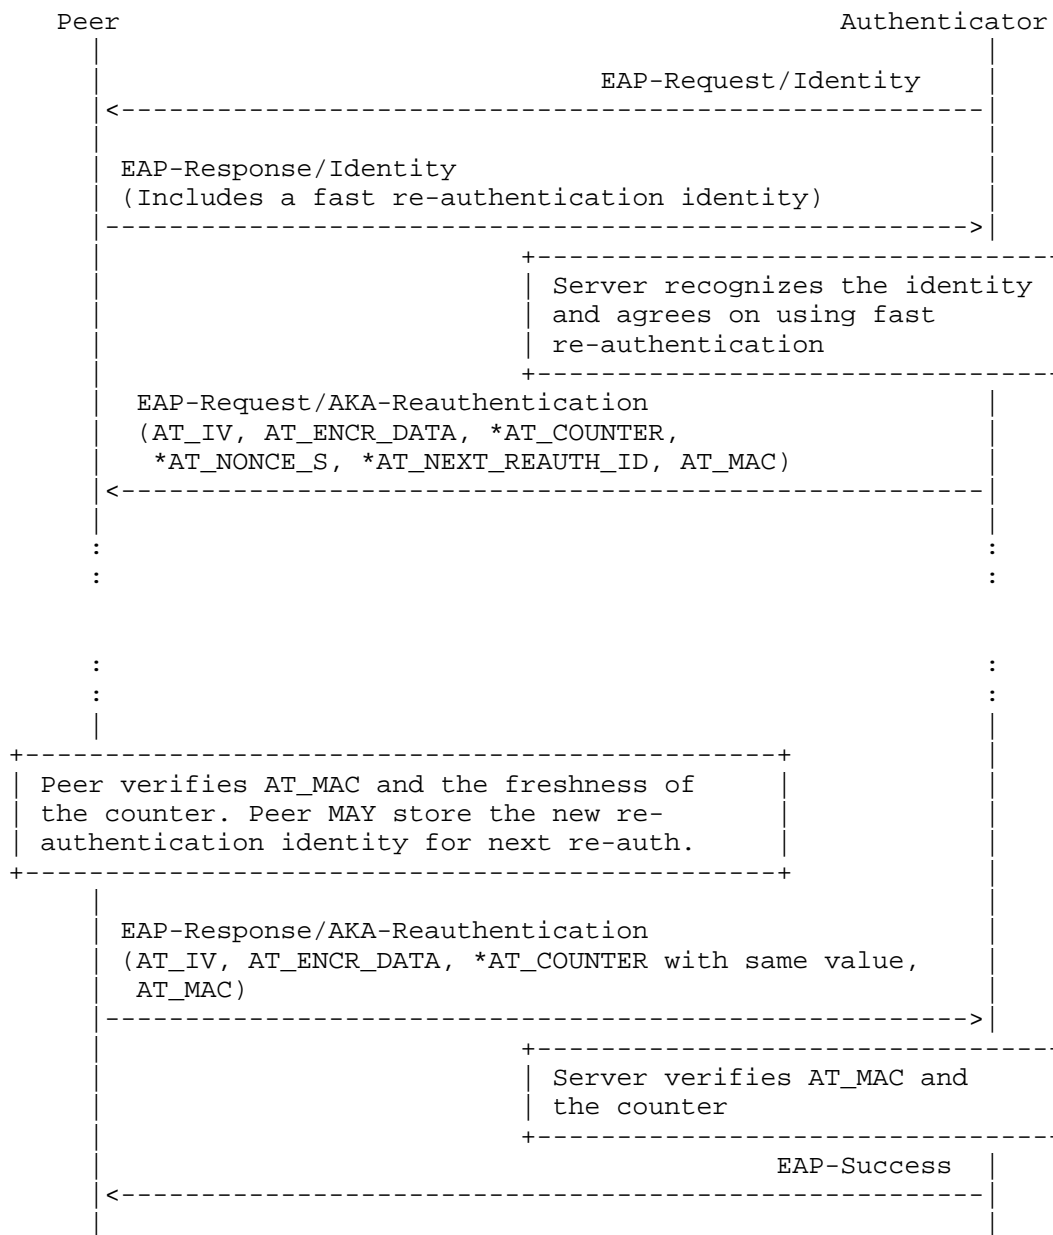 Peer Authenticator
EAP-Request/Identity
EAP-Response/Identity
(Includes a fast re-authentication identity)
Server recognizes the identity
and agrees on using fast
re-authentication
EAP-Request/AKA-Reauthentication
(AT_IV, AT_ENCR_DATA, *AT_COUNTER,
*AT_NONCE_S, *AT_NEXT_REAUTH_ID, AT_MAC)
Peer verifies AT_MAC and the freshness of
the counter. Peer MAY store the new re-
authentication identity for next re-auth.
EAP-Response/AKA-Reauthentication
(AT_IV, AT_ENCR_DATA, *AT_COUNTER with same value,
AT_MAC)
Server verifies AT_MAC and
the counter
EAP-Success